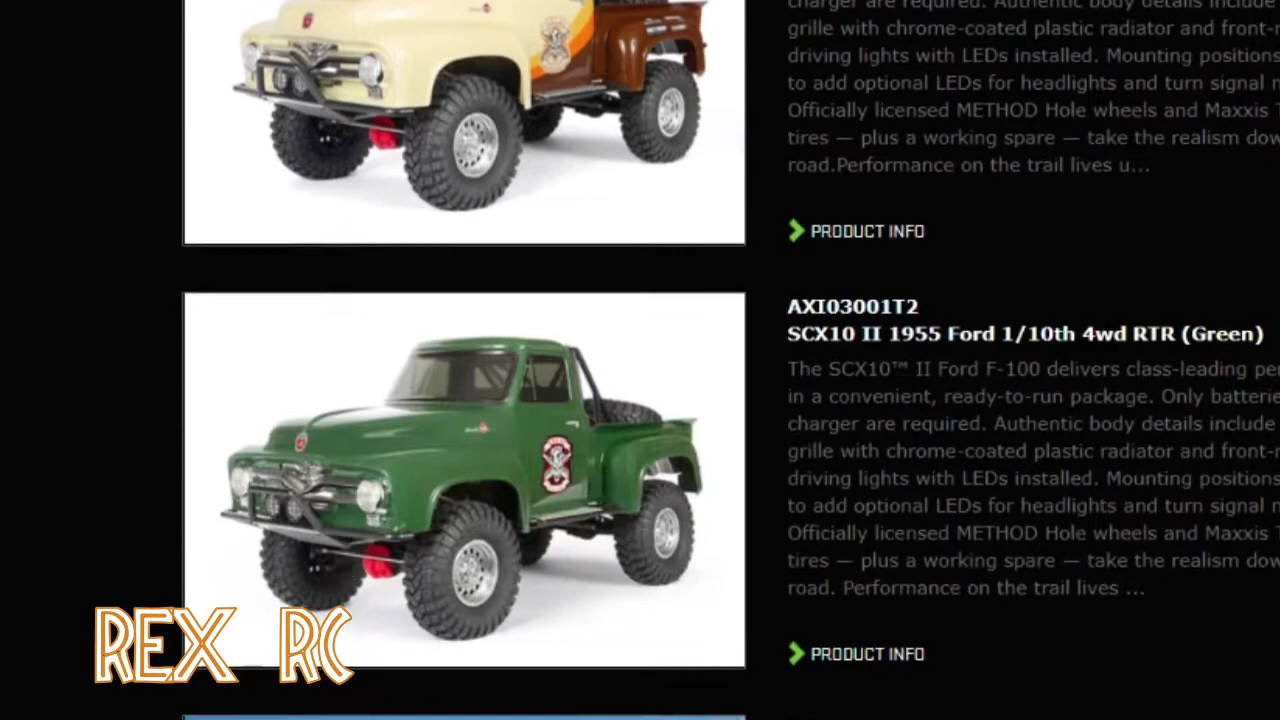 charger are required. Authentic body details include
grille with chrome-coated plastic radiator and front-
driving lights with LEDs installed. Mounting positions
to add optional LEDs for headlights and turn signal
Officially licensed METHOD Hole wheels and Maxxis
tires — plus a working spare — take the realism dow
road.Performance on the trail lives u...
PRODUCT INFO
AXI03001T2
SCX10 II 1955 Ford 1/10th 4wd RTR (Green)
The SCX10™ II Ford F-100 delivers class-leading pe
in a convenient, ready-to-run package. Only batterie
charger are required. Authentic body details include
grille with chrome-coated plastic radiator and front-
driving lights with LEDs installed. Mounting positions
to add optional LEDs for headlights and turn signal
Officially licensed METHOD Hole wheels and Maxxis
tires — plus a working spare — take the realism dow
road. Performance on the trail lives ...
PRODUCT INFO
REX RC